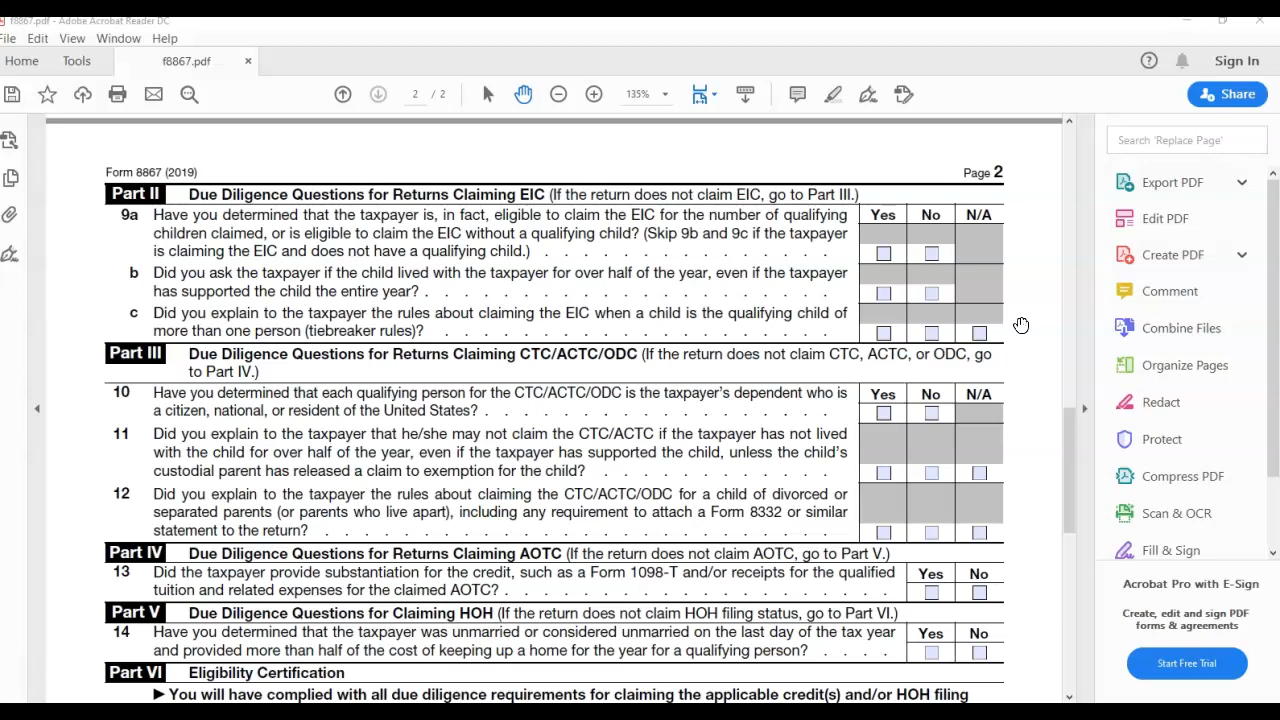 f8867.pdf - Adobe Acrobat Reader DC
File Edit View Window Help
Home Tools f8867.pdf × Sign In
2 / 2 135% Share
Search 'Replace Page'
Export PDF
Edit PDF
Create PDF
Comment
Combine Files
Organize Pages
Redact
Protect
Compress PDF
Scan & OCR
Fill & Sign
Acrobat Pro with E-Sign
Create, edit and sign PDF
forms & agreements
Start Free Trial
Form 8867 (2019) Page 2
Part II Due Diligence Questions for Returns Claiming EIC (If the return does not claim EIC, go to Part III.)
9a Have you determined that the taxpayer is, in fact, eligible to claim the EIC for the number of qualifying Yes No N/A
children claimed, or is eligible to claim the EIC without a qualifying child? (Skip 9b and 9c if the taxpayer
is claiming the EIC and does not have a qualifying child.) . . . . . . . . . . . . .
b Did you ask the taxpayer if the child lived with the taxpayer for over half of the year, even if the taxpayer
has supported the child the entire year? . . . . . . . . . . . . . . . . .
c Did you explain to the taxpayer the rules about claiming the EIC when a child is the qualifying child of
more than one person (tiebreaker rules)? . . . . . . . . . . . . . . . . .
Part III Due Diligence Questions for Returns Claiming CTC/ACTC/ODC (If the return does not claim CTC, ACTC, or ODC, go
to Part IV.)
10 Have you determined that each qualifying person for the CTC/ACTC/ODC is the taxpayer's dependent who is Yes No N/A
a citizen, national, or resident of the United States? . . . . . . . . . . . . . . .
11 Did you explain to the taxpayer that he/she may not claim the CTC/ACTC if the taxpayer has not lived
with the child for over half of the year, even if the taxpayer has supported the child, unless the child's
custodial parent has released a claim to exemption for the child? . . . . . . . . . . .
12 Did you explain to the taxpayer the rules about claiming the CTC/ACTC/ODC for a child of divorced or
separated parents (or parents who live apart), including any requirement to attach a Form 8332 or similar
statement to the return? . . . . . . . . . . . . . . . . . . . . . .
Part IV Due Diligence Questions for Returns Claiming AOTC (If the return does not claim AOTC, go to Part V.)
13 Did the taxpayer provide substantiation for the credit, such as a Form 1098-T and/or receipts for the qualified Yes No
tuition and related expenses for the claimed AOTC? . . . . . . . . . . . . . . . .
Part V Due Diligence Questions for Claiming HOH (If the return does not claim HOH filing status, go to Part VI.)
14 Have you determined that the taxpayer was unmarried or considered unmarried on the last day of the tax year Yes No
and provided more than half of the cost of keeping up a home for the year for a qualifying person? . . . .
Part VI Eligibility Certification
▶ You will have complied with all due diligence requirements for claiming the applicable credit(s) and/or HOH filing